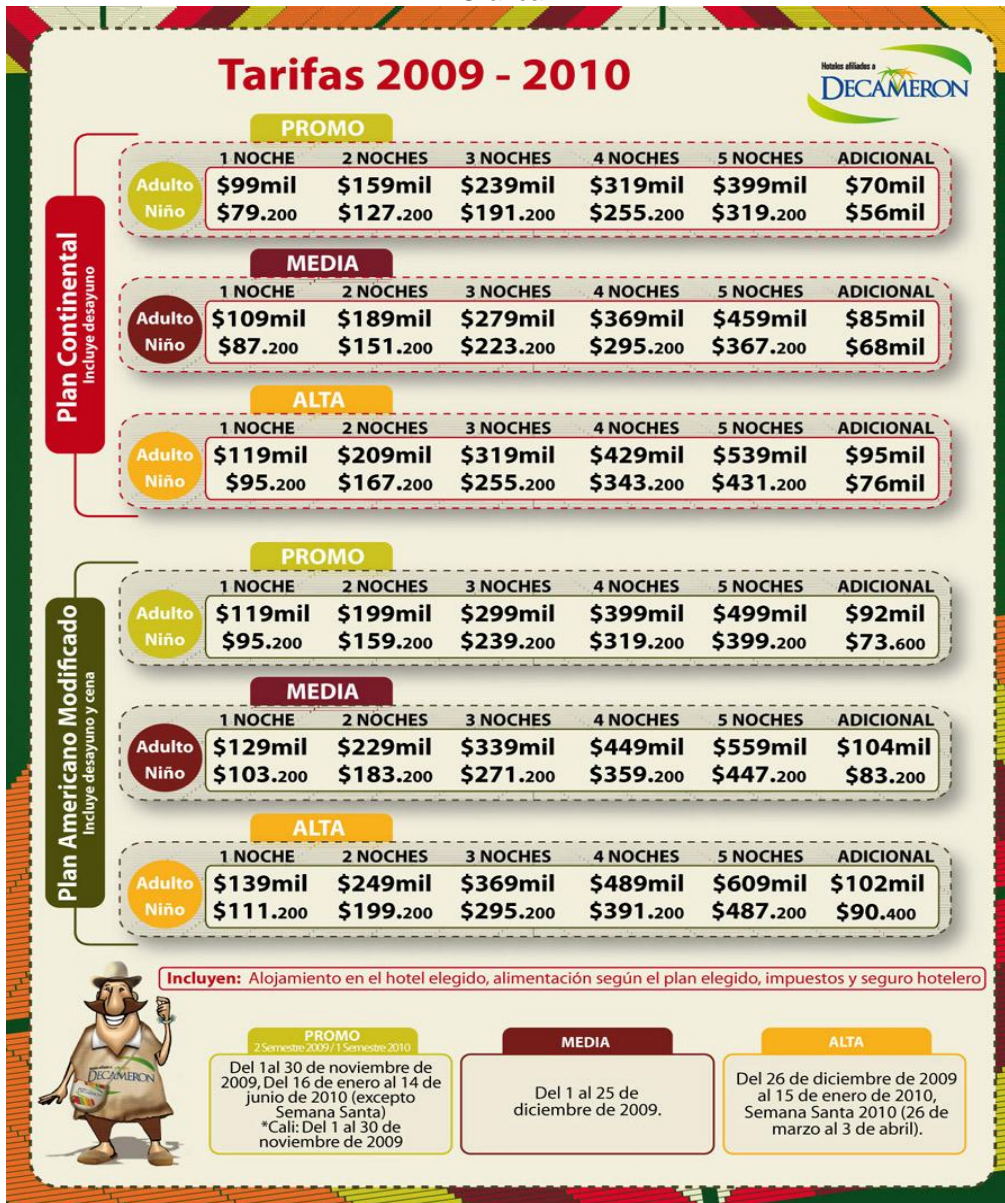 Tarifas 2009 - 2010
Hoteles afiliados a
DECAMERON
Plan Continental
Incluye desayuno
PROMO
1 NOCHE 2 NOCHES 3 NOCHES 4 NOCHES 5 NOCHES ADICIONAL
Adulto $99mil $159mil $239mil $319mil $399mil $70mil
Niño $79.200 $127.200 $191.200 $255.200 $319.200 $56mil
MEDIA
1 NOCHE 2 NOCHES 3 NOCHES 4 NOCHES 5 NOCHES ADICIONAL
Adulto $109mil $189mil $279mil $369mil $459mil $85mil
Niño $87.200 $151.200 $223.200 $295.200 $367.200 $68mil
ALTA
1 NOCHE 2 NOCHES 3 NOCHES 4 NOCHES 5 NOCHES ADICIONAL
Adulto $119mil $209mil $319mil $429mil $539mil $95mil
Niño $95.200 $167.200 $255.200 $343.200 $431.200 $76mil
Plan Americano Modificado
Incluye desayuno y cena
PROMO
1 NOCHE 2 NOCHES 3 NOCHES 4 NOCHES 5 NOCHES ADICIONAL
Adulto $119mil $199mil $299mil $399mil $499mil $92mil
Niño $95.200 $159.200 $239.200 $319.200 $399.200 $73.600
MEDIA
1 NOCHE 2 NOCHES 3 NOCHES 4 NOCHES 5 NOCHES ADICIONAL
Adulto $129mil $229mil $339mil $449mil $559mil $104mil
Niño $103.200 $183.200 $271.200 $359.200 $447.200 $83.200
ALTA
1 NOCHE 2 NOCHES 3 NOCHES 4 NOCHES 5 NOCHES ADICIONAL
Adulto $139mil $249mil $369mil $489mil $609mil $102mil
Niño $111.200 $199.200 $295.200 $391.200 $487.200 $90.400
Incluyen: Alojamiento en el hotel elegido, alimentación según el plan elegido, impuestos y seguro hotelero
DECAMERON
PROMO
2 Semestre 2009 / 1 Semestre 2010
Del 1al 30 de noviembre de
2009, Del 16 de enero al 14 de
junio de 2010 (excepto
Semana Santa)
*Cali: Del 1 al 30 de
noviembre de 2009
MEDIA
Del 1 al 25 de
diciembre de 2009.
ALTA
Del 26 de diciembre de 2009
al 15 de enero de 2010,
Semana Santa 2010 (26 de
marzo al 3 de abril).